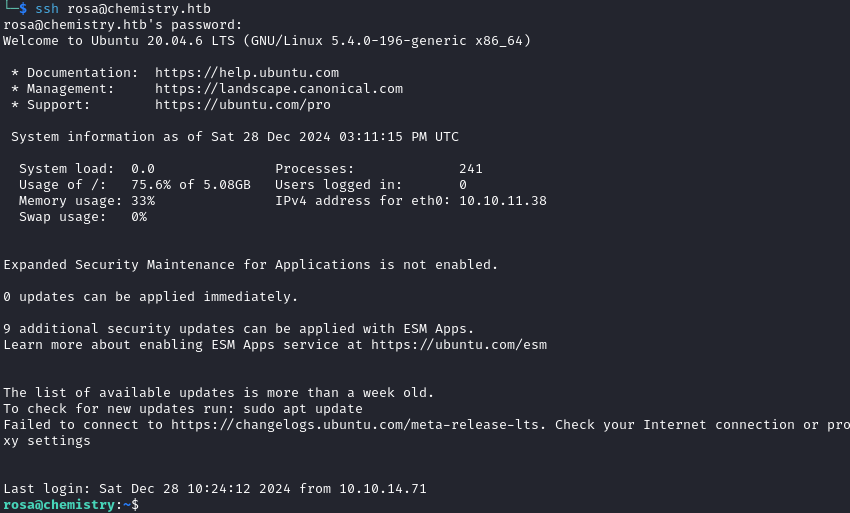 └─$ ssh rosa@chemistry.htb
rosa@chemistry.htb's password:
Welcome to Ubuntu 20.04.6 LTS (GNU/Linux 5.4.0-196-generic x86_64)
 * Documentation:  https://help.ubuntu.com
 * Management:     https://landscape.canonical.com
 * Support:        https://ubuntu.com/pro
 System information as of Sat 28 Dec 2024 03:11:15 PM UTC
  System load:  0.0               Processes:             241
  Usage of /:   75.6% of 5.08GB   Users logged in:       0
  Memory usage: 33%               IPv4 address for eth0: 10.10.11.38
  Swap usage:   0%
Expanded Security Maintenance for Applications is not enabled.
0 updates can be applied immediately.
9 additional security updates can be applied with ESM Apps.
Learn more about enabling ESM Apps service at https://ubuntu.com/esm
The list of available updates is more than a week old.
To check for new updates run: sudo apt update
Failed to connect to https://changelogs.ubuntu.com/meta-release-lts. Check your Internet connection or pro
xy settings
Last login: Sat Dec 28 10:24:12 2024 from 10.10.14.71
rosa@chemistry:~$